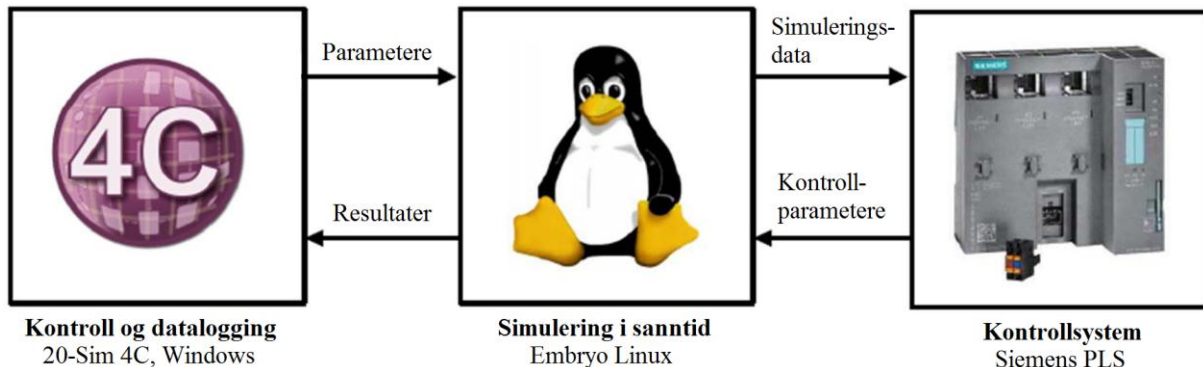 4C
Parametere
Resultater
Simulerings-
data
Kontroll-
parametere
SIEMENS
Kontroll og datalogging
20-Sim 4C, Windows
Simulering i sanntid
Embryo Linux
Kontrollsystem
Siemens PLS